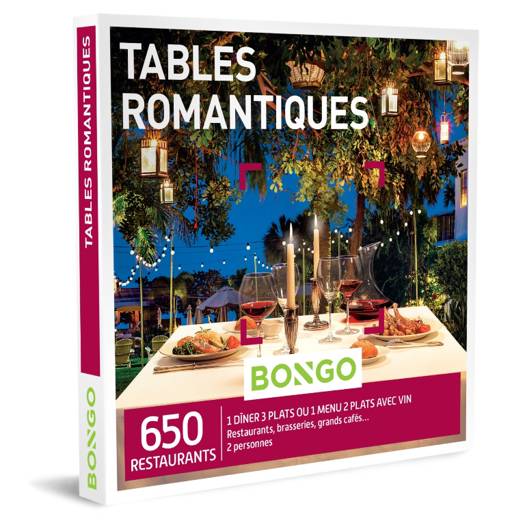 TABLES ROMANTIQUES
BONGO
TABLES
ROMANTIQUES
BONGO
650
RESTAURANTS
1 DÎNER 3 PLATS OU 1 MENU 2 PLATS AVEC VIN
Restaurants, brasseries, grands cafés...
2 personnes